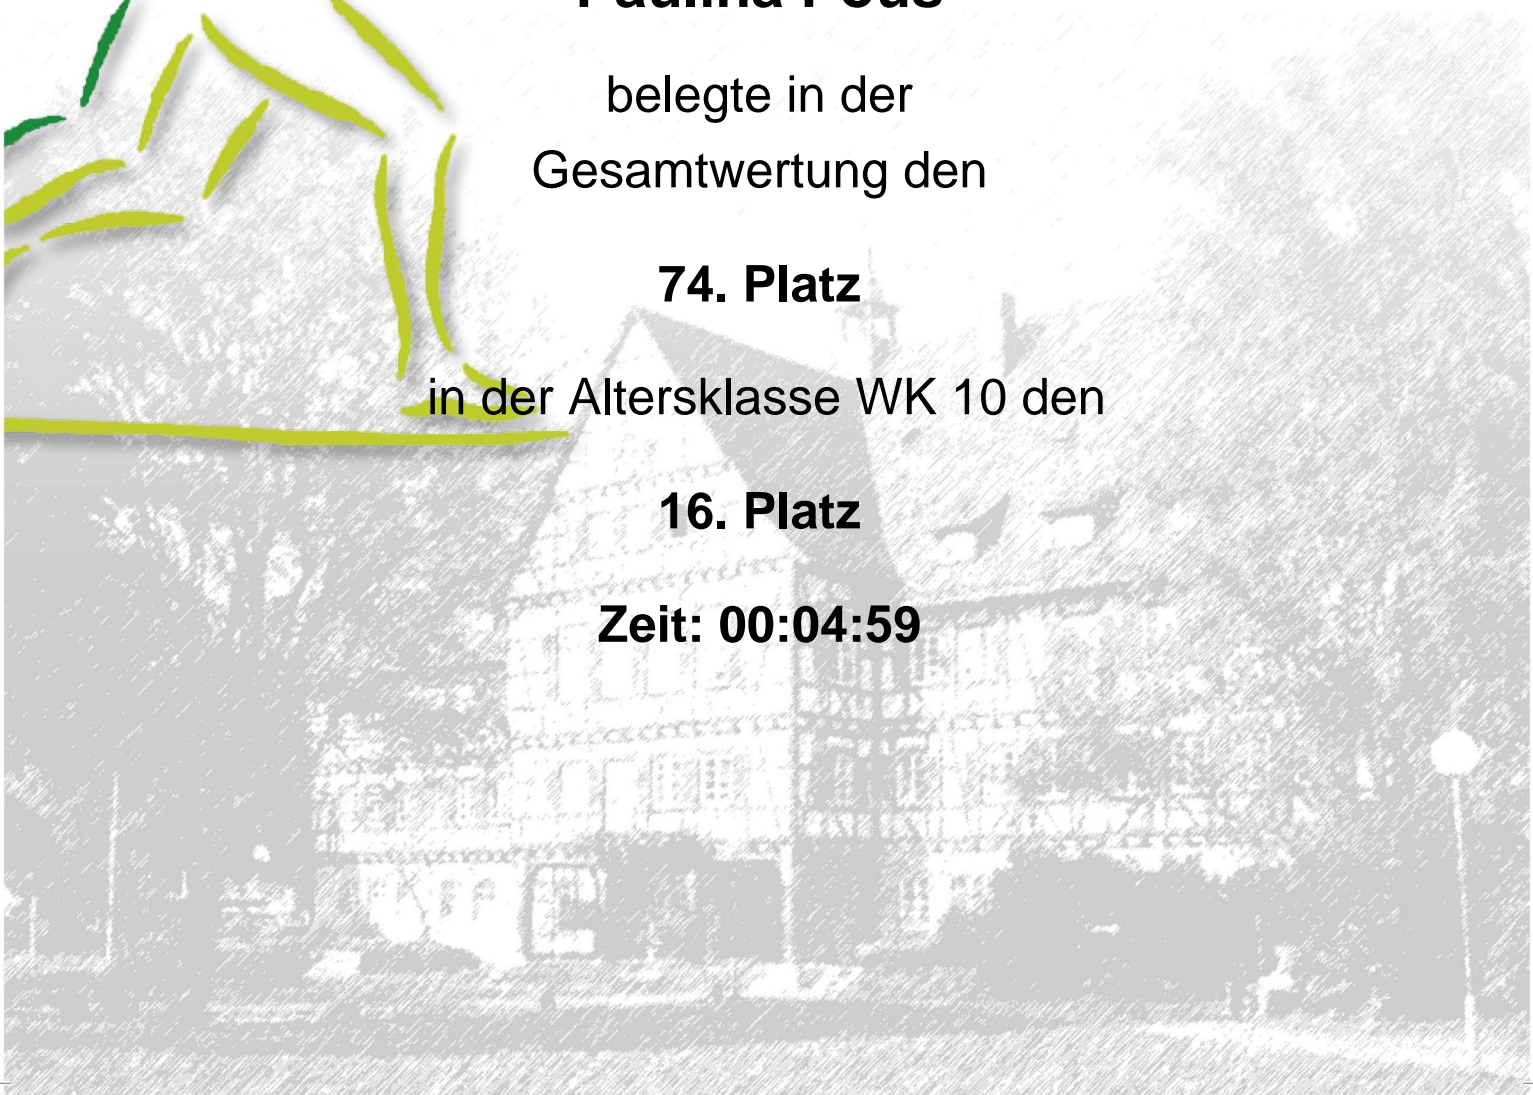 Paulina
belegte in der
Gesamtwertung den
74. Platz
in der Altersklasse WK 10 den
16. Platz
Zeit: 00:04:59